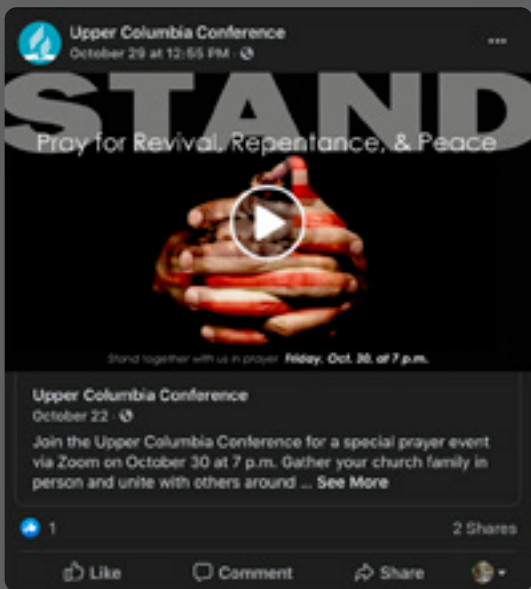 Upper Columbia Conference
October 29 at 12:55 PM ·
STAND
Pray for Revival, Repentance, & Peace
Stand together with us in prayer Friday, Oct. 30, at 7 p.m.
Upper Columbia Conference
October 22 ·
Join the Upper Columbia Conference for a special prayer event
via Zoom on October 30 at 7 p.m. Gather your church family in
person and unite with others around ... See More
1
2 Shares
Like
Comment
Share